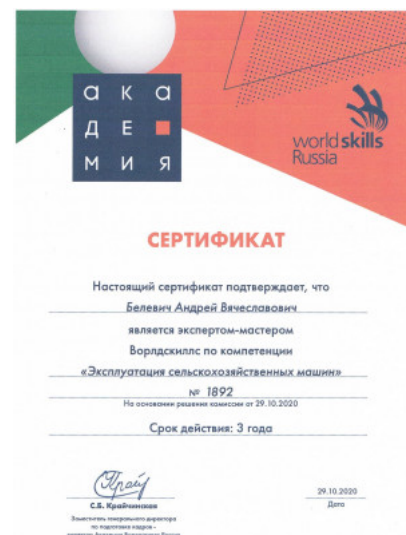 ака
ДЕ
МИЯ
worldskills
Russia
СЕРТИФИКАТ
Настоящий сертификат подтверждает, что
Белевич Андрей Вячеславович
является экспертом-мастером
Ворлдскиллс по компетенции
«Эксплуатация сельскохозяйственных машин»
№ 1892
На основании решения комиссии от 29.10.2020
Срок действия: 3 года
С.Б. Крайчинская
29.10.2020
Дата
Заместитель генерального директора
по подготовке кадров –